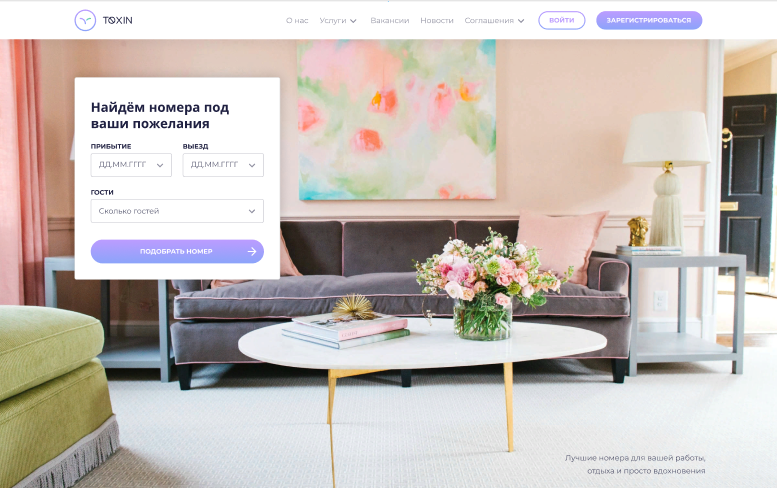 TOXIN
О нас Услуги Вакансии Новости Соглашения ВОЙТИ ЗАРЕГИСТРИРОВАТЬСЯ
Найдём номера под
ваши пожелания
ПРИБЫТИЕ ВЫЕЗД
ДД.ММ.ГГГГ ДД.ММ.ГГГГ
ГОСТИ
Сколько гостей
ПОДОБРАТЬ НОМЕР
Лучшие номера для вашей работы,
отдыха и просто вдохновения